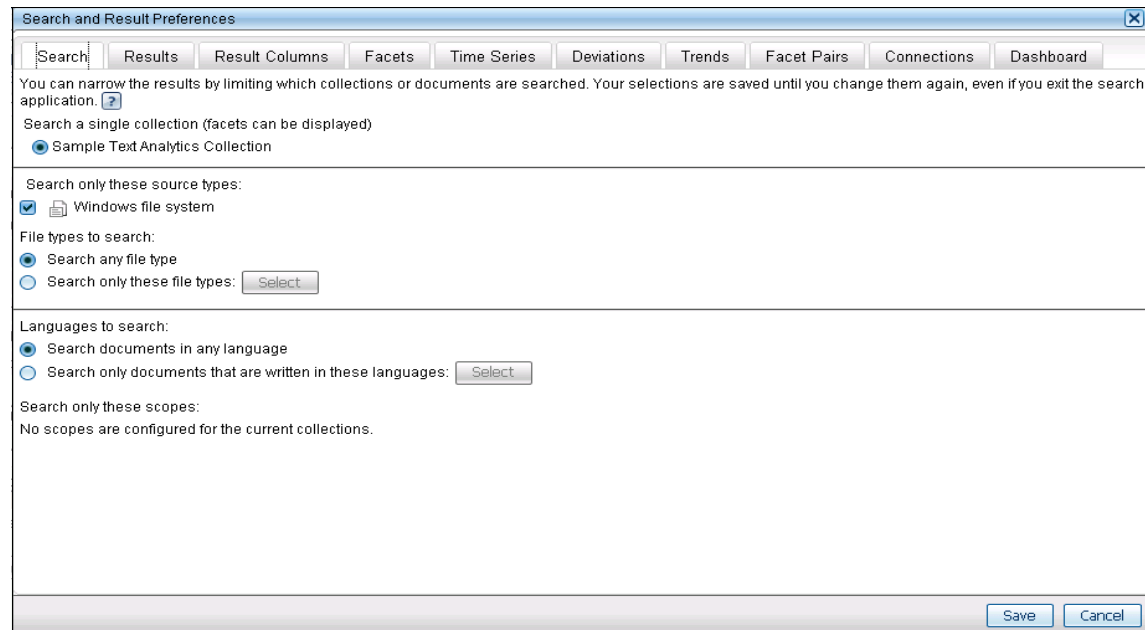 Search and Result Preferences
Search Results Result Columns Facets Time Series Deviations Trends Facet Pairs Connections Dashboard
You can narrow the results by limiting which collections or documents are searched. Your selections are saved until you change them again, even if you exit the search
application. ?
Search a single collection (facets can be displayed)
Sample Text Analytics Collection
Search only these source types:
Windows file system
File types to search:
Search any file type
Search only these file types: Select
Languages to search:
Search documents in any language
Search only documents that are written in these languages: Select
Search only these scopes:
No scopes are configured for the current collections.
Save Cancel